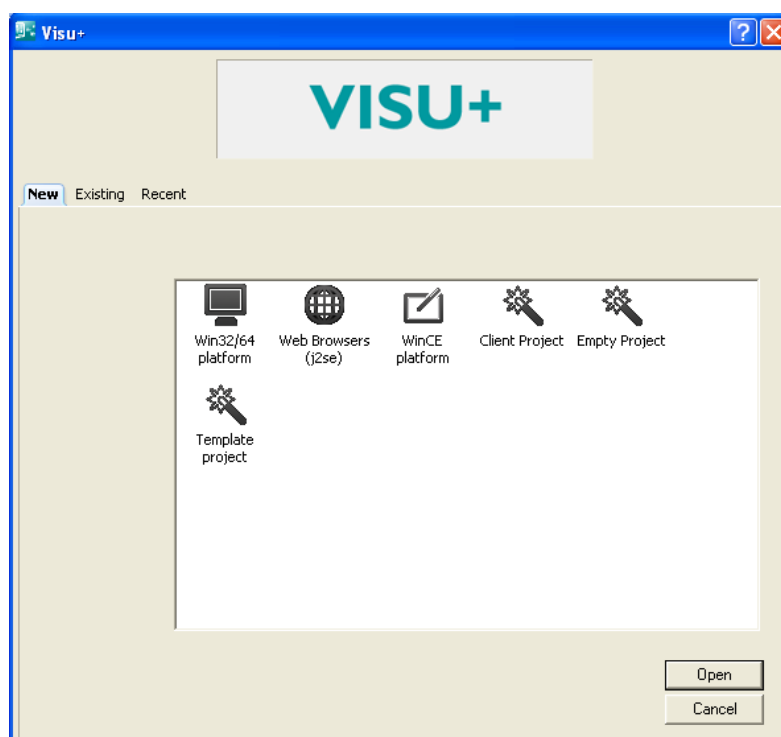 Visu+
VISU+
New Existing Recent
Win32/64 platform
Web Browsers (j2se)
WinCE platform
Client Project
Empty Project
Template project
Open
Cancel